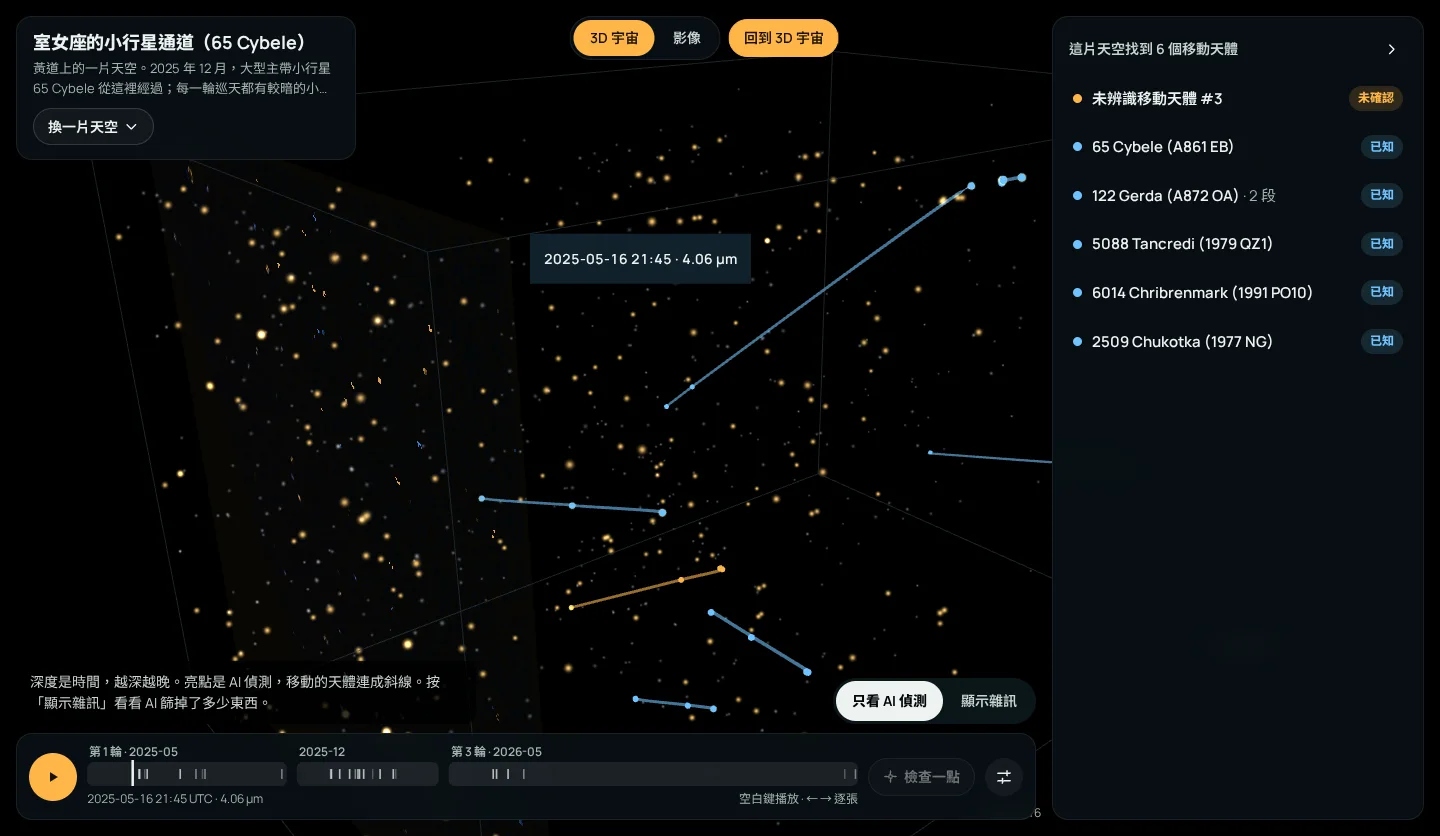 室女座的小行星通道（65 Cybele）
黃道上的一片天空。2025 年 12 月，大型主帶小行星
65 Cybele 從這裡經過；每一輪巡天都有較暗的小…
換一片天空
3D 宇宙
影像
回到 3D 宇宙
這片天空找到 6 個移動天體
未辨識移動天體 #3
未確認
65 Cybele (A861 EB)
已知
122 Gerda (A872 OA) · 2 段
已知
5088 Tancredi (1979 QZ1)
已知
6014 Chribrenmark (1991 PO10)
已知
2509 Chukotka (1977 NG)
已知
2025-05-16 21:45 · 4.06 μm
深度是時間，越深越晚。亮點是 AI 偵測，移動的天體連成斜線。按
「顯示雜訊」看看 AI 篩掉了多少東西。
只看 AI 偵測
顯示雜訊
第 1 輪 · 2025-05
2025-12
第 3 輪 · 2026-05
2025-05-16 21:45 UTC · 4.06 μm
空白鍵播放 · ←→ 逐張
檢查一點